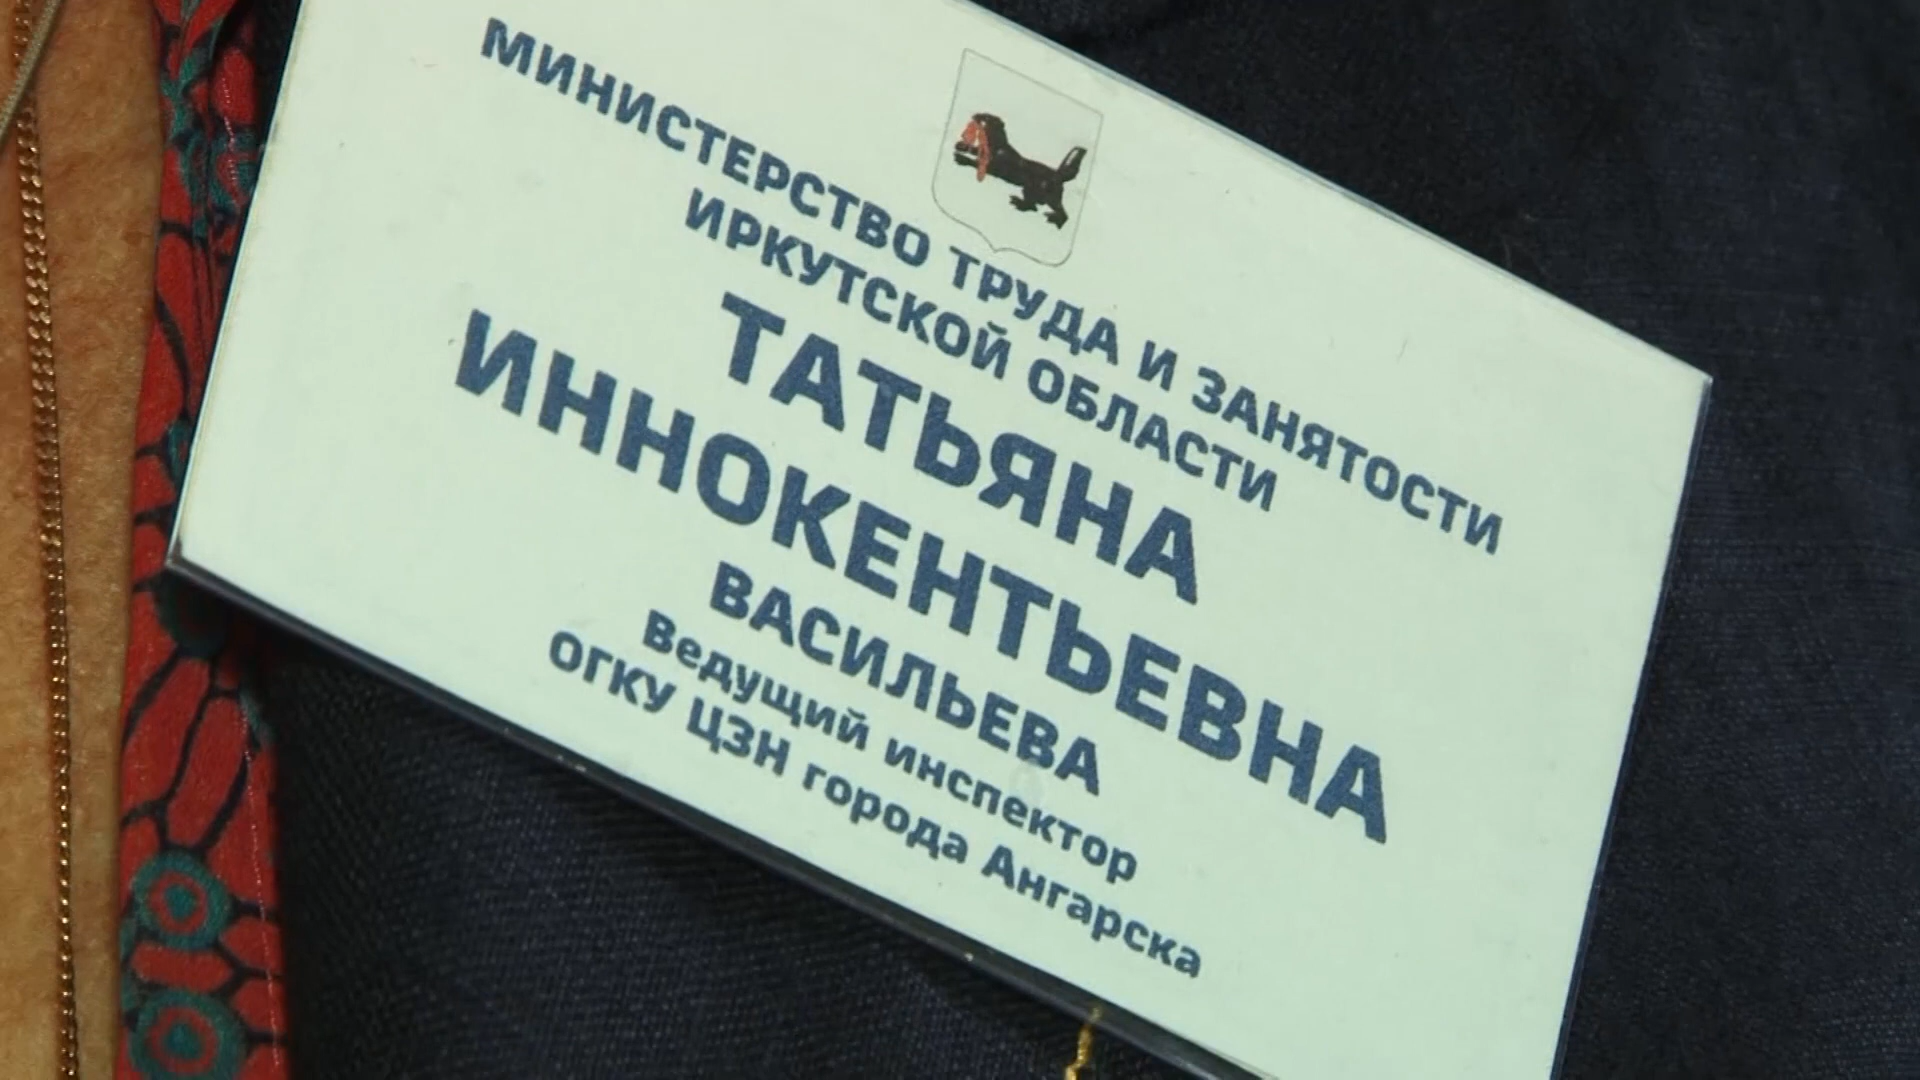 МИНИСТЕРСТВО ТРУДА И ЗАНЯТОСТИ
ИРКУТСКОЙ ОБЛАСТИ
ТАТЬЯНА
ИННОКЕНТЬЕВНА
ВАСИЛЬЕВА
Ведущий инспектор
ОГКУ ЦЗН города Ангарска